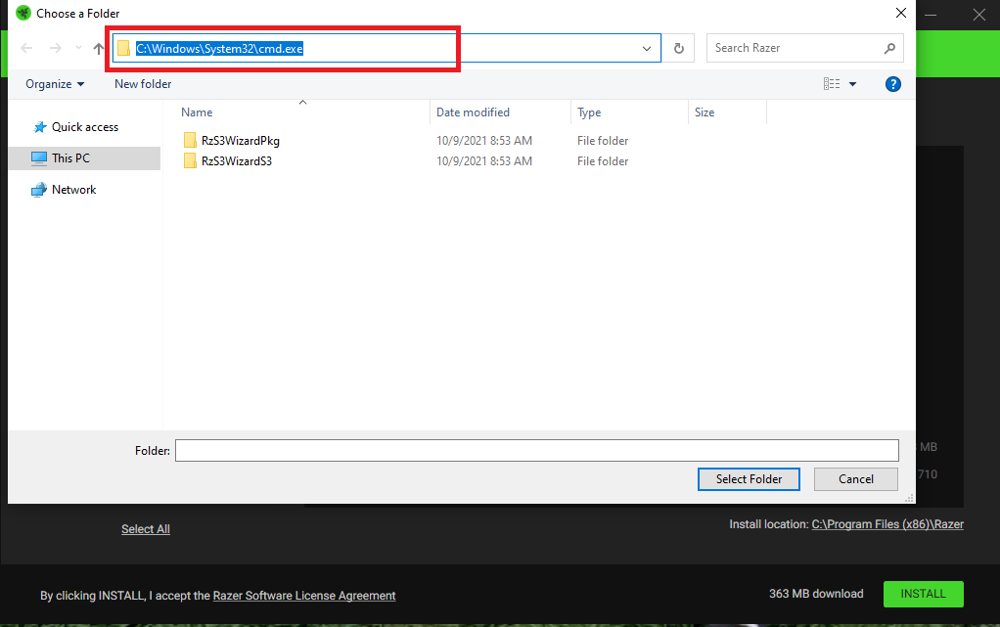 Choose a Folder
C:\Windows\System32\cmd.exe
Search Razer
Organize
New folder
?
Name Date modified Type Size
Quick access
This PC
Network
RzS3WizardPkg 10/9/2021 8:53 AM File folder
RzS3WizardS3 10/9/2021 8:53 AM File folder
MB
Folder:
710
Select Folder Cancel
Select All
Install location: C:\Program Files (x86)\Razer
By clicking INSTALL, I accept the Razer Software License Agreement
363 MB download
INSTALL